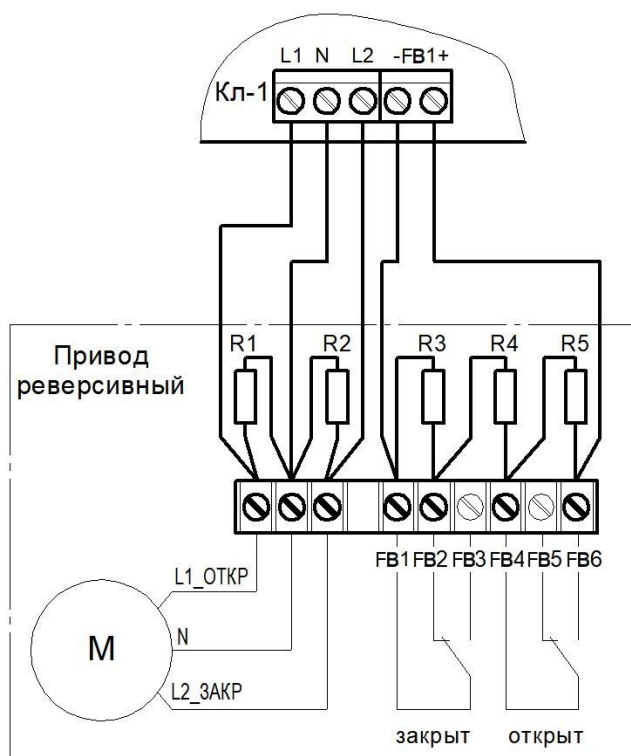 L1 N L2 -FB1+
Кл-1
Привод
реверсивный
R1 R2 R3 R4 R5
FB1 FB2 FB3 FB4 FB5 FB6
L1_ОТКР
N
L2_ЗАКР
М
закрыт открыт